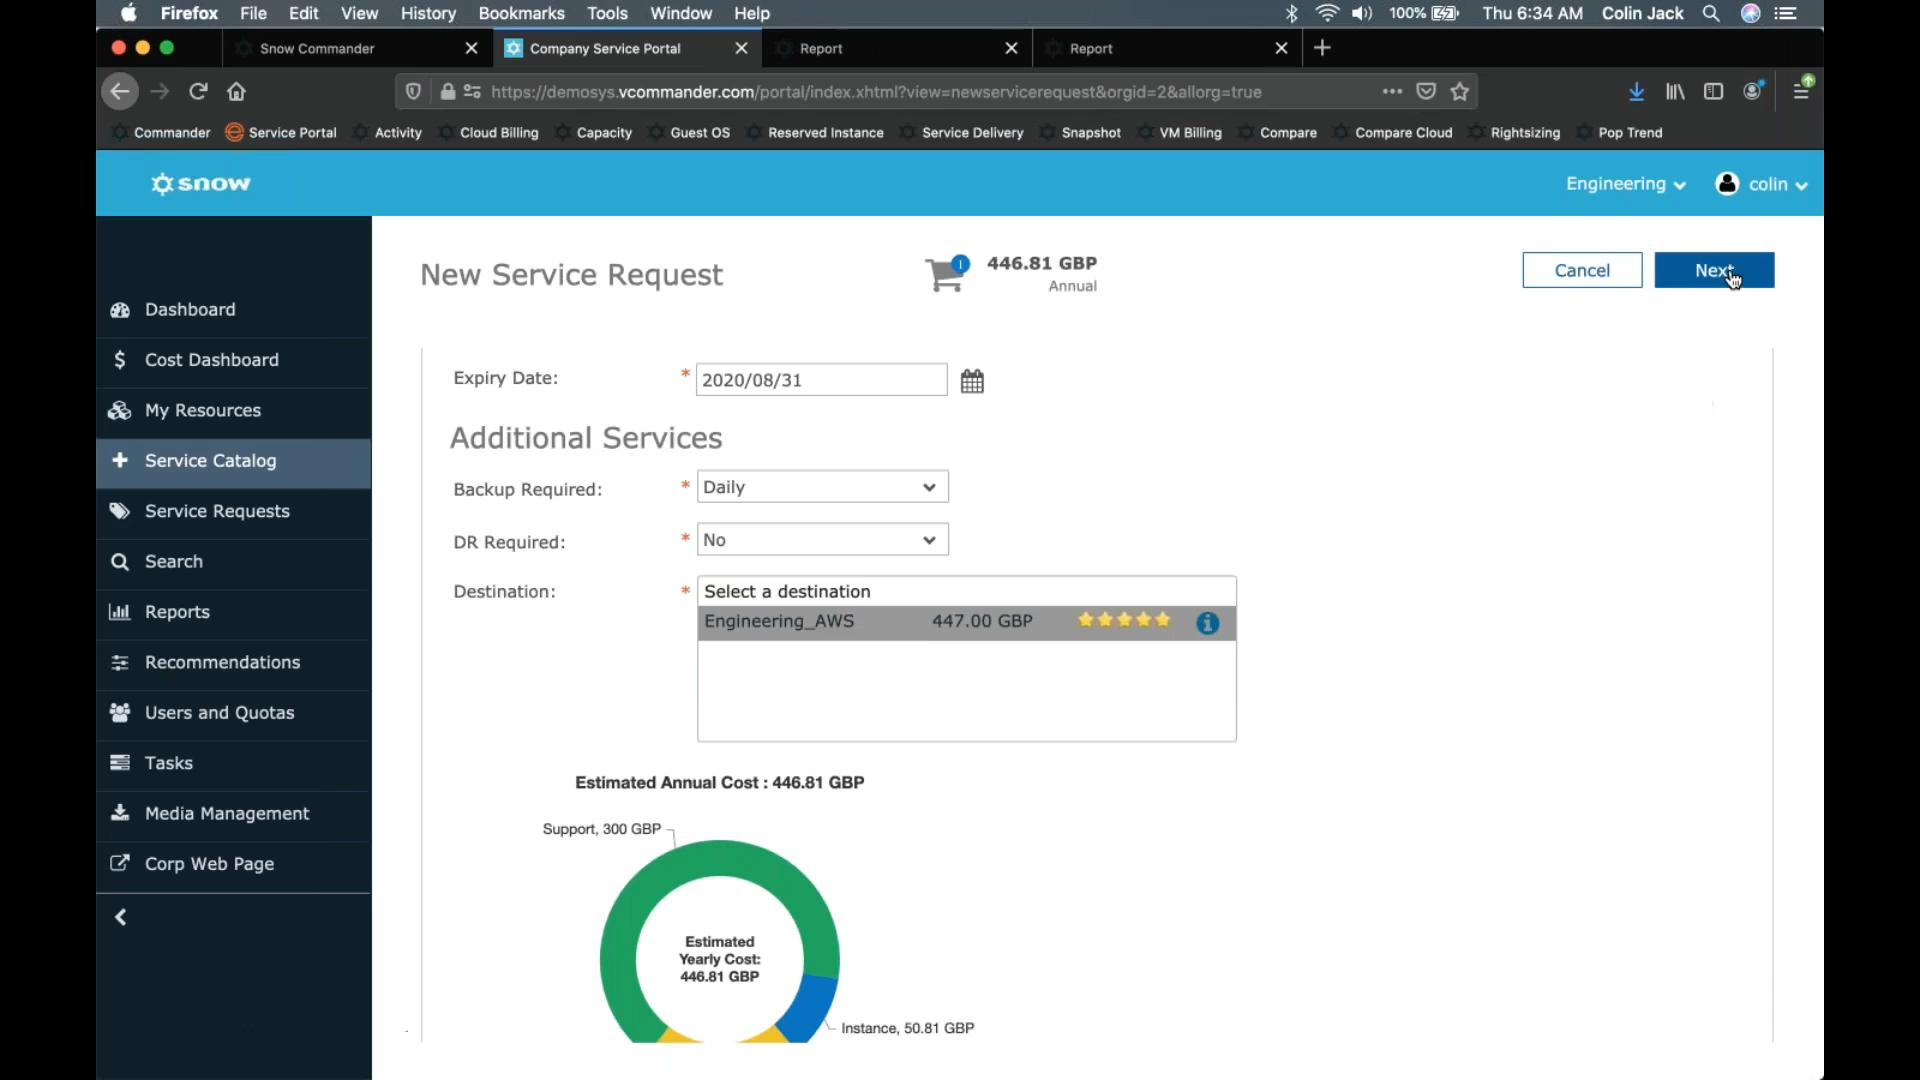 Firefox File Edit View History Bookmarks Tools Window Help 100% Thu 6:34 AM Colin Jack
Snow Commander Company Service Portal Report Report
https://demosys.vcommander.com/portal/index.xhtml?view=newservicerequest&orgid=2&allorg=true
Commander Service Portal Activity Cloud Billing Capacity Guest OS Reserved Instance Service Delivery Snapshot VM Billing Compare Compare Cloud Rightsizing Pop Trend
snow Engineering colin
New Service Request 1 446.81 GBP Cancel Next
Annual
Dashboard
Cost Dashboard
My Resources
Service Catalog
Service Requests
Search
Reports
Recommendations
Users and Quotas
Tasks
Media Management
Corp Web Page
Expiry Date: * 2020/08/31
Additional Services
Backup Required: * Daily
DR Required: * No
Destination: * Select a destination
Engineering_AWS 447.00 GBP
Estimated Annual Cost : 446.81 GBP
Support, 300 GBP
Estimated
Yearly Cost:
446.81 GBP
Instance, 50.81 GBP